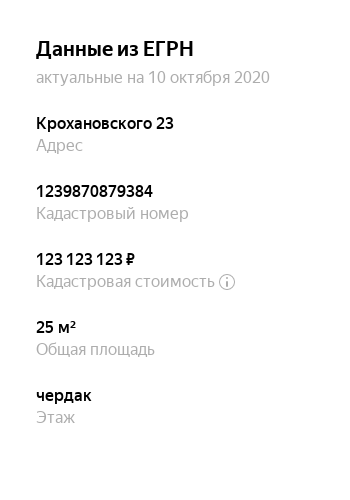 Данные из ЕГРН
актуальные на 10 октября 2020
Крохановского 23
Адрес
1239870879384
Кадастровый номер
123 123 123 ₽
Кадастровая стоимость
25 м²
Общая площадь
чердак
Этаж